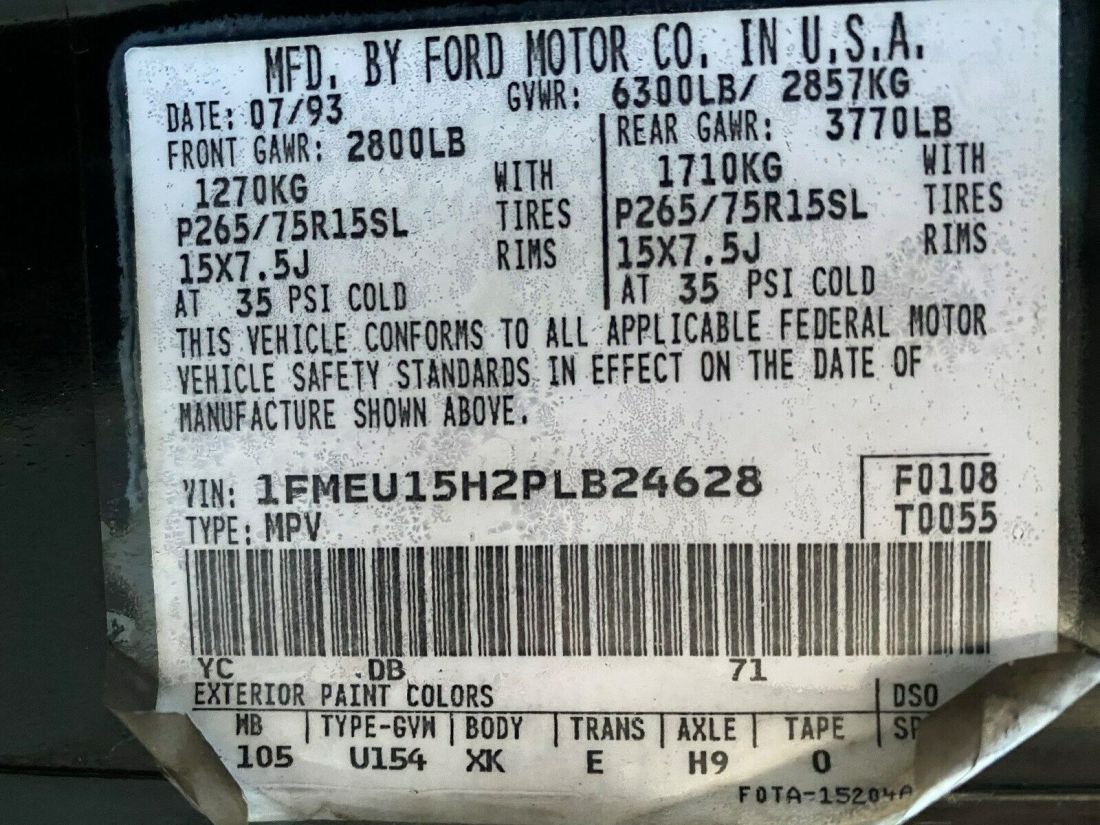 MFD. BY FORD MOTOR CO. IN U.S.A.
DATE: 07/93 GVWR: 6300LB/ 2857KG
FRONT GAWR: 2800LB REAR GAWR: 3770LB
1270KG WITH 1710KG WITH
P265/75R15SL TIRES P265/75R15SL TIRES
15X7.5J RIMS 15X7.5J RIMS
AT 35 PSI COLD AT 35 PSI COLD
THIS VEHICLE CONFORMS TO ALL APPLICABLE FEDERAL MOTOR
VEHICLE SAFETY STANDARDS IN EFFECT ON THE DATE OF
MANUFACTURE SHOWN ABOVE.
VIN: 1FMEU15H2PLB24628 F0108
TYPE: MPV T0055
YC .DB 71
EXTERIOR PAINT COLORS DSO
WB TYPE-GVW BODY TRANS AXLE TAPE
105 U154 XK E H9 0
F0TA-15204A